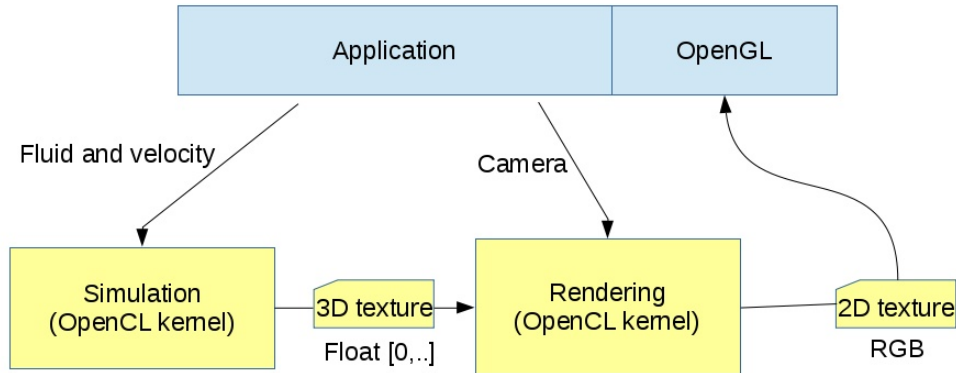 Application
OpenGL
Fluid and velocity
Camera
Simulation
(OpenCL kernel)
3D texture
Float [0,..]
Rendering
(OpenCL kernel)
2D texture
RGB